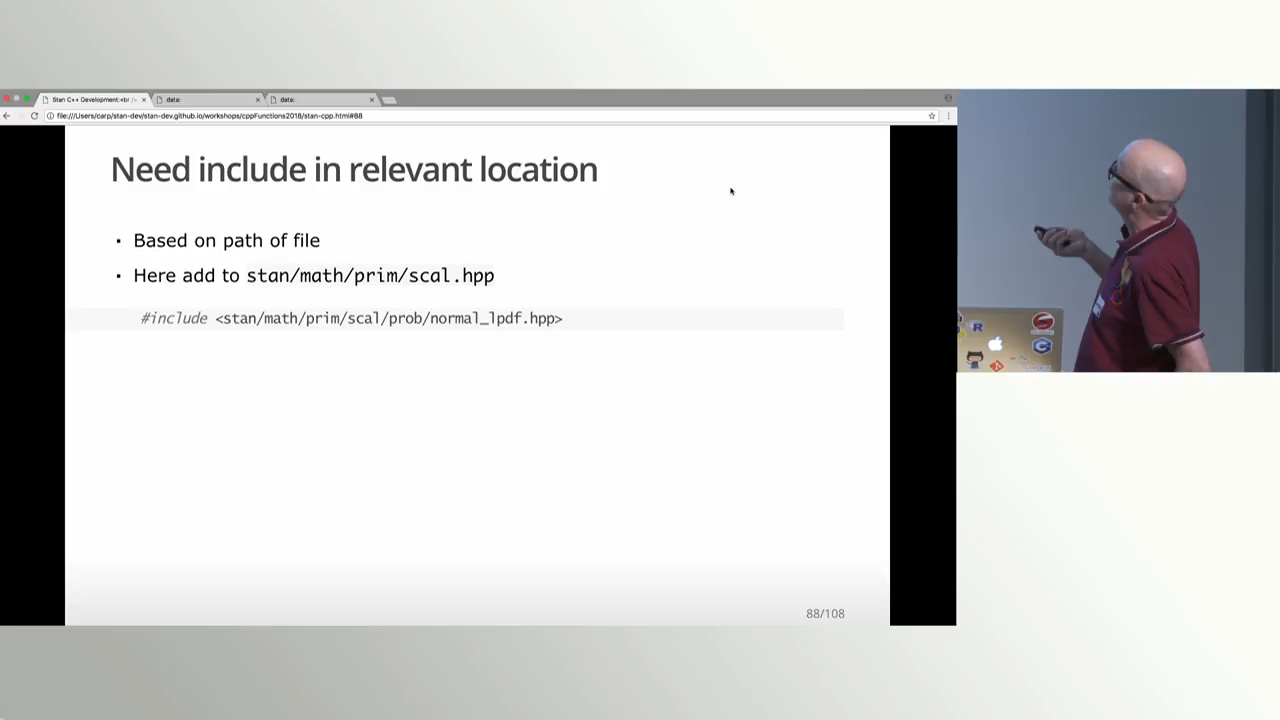 Stan C++ Development:<br /> 
data:
data:
file:///Users/carp/stan-dev/stan-dev.github.io/workshops/cppFunctions2018/stan-cpp.html#88
Need include in relevant location
▪ Based on path of file
▪ Here add to stan/math/prim/scal.hpp
#include <stan/math/prim/scal/prob/normal_lpdf.hpp>
R
C
88/108